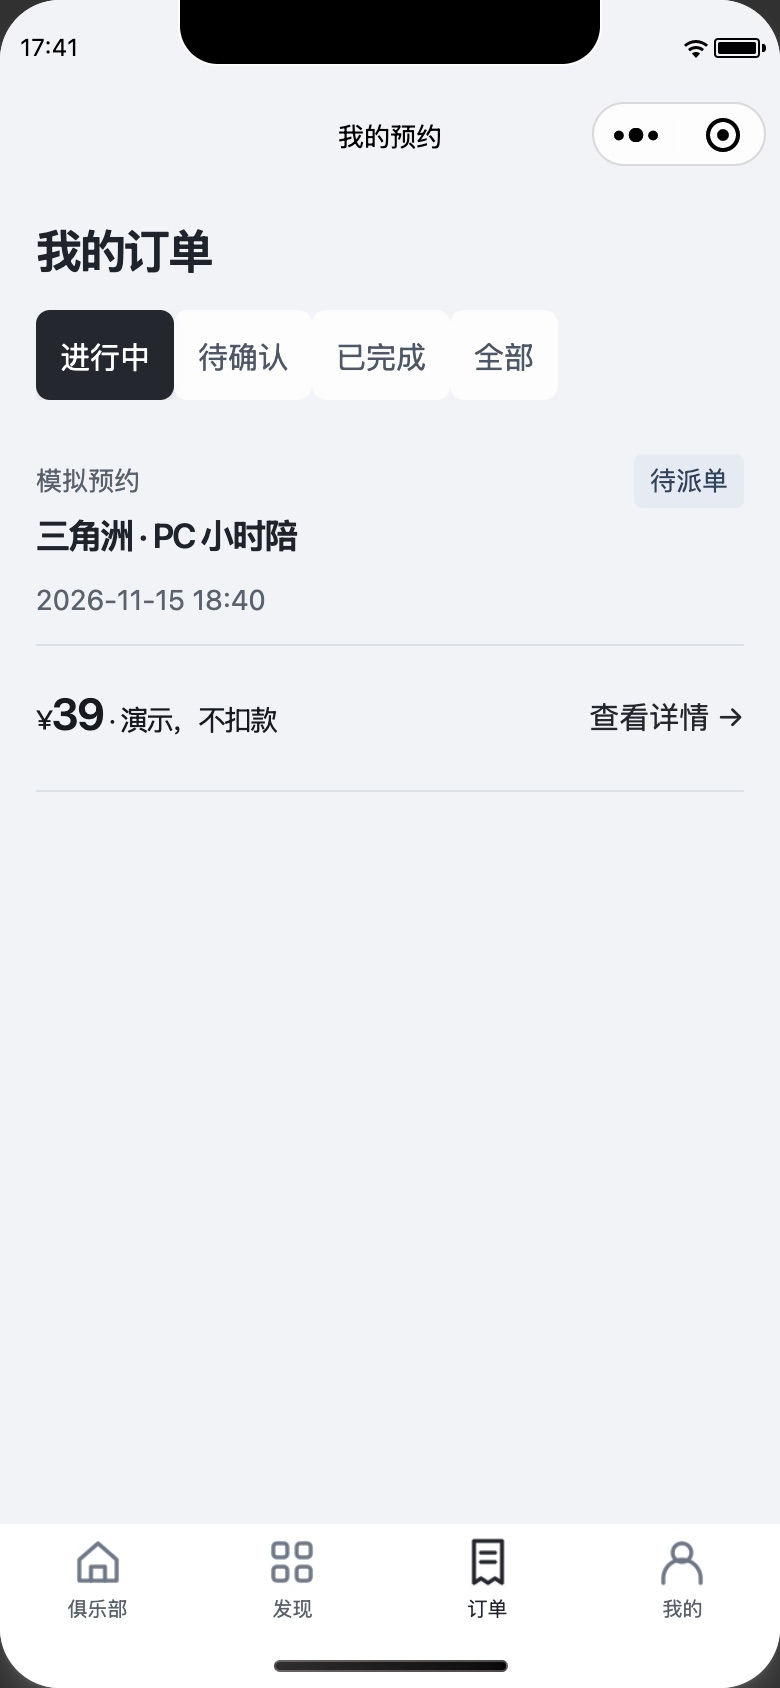 17:41
我的预约
我的订单
进行中 待确认 已完成 全部
模拟预约 待派单
三角洲 · PC 小时陪
2026-11-15 18:40
¥39 · 演示，不扣款 查看详情 →
俱乐部 发现 订单 我的